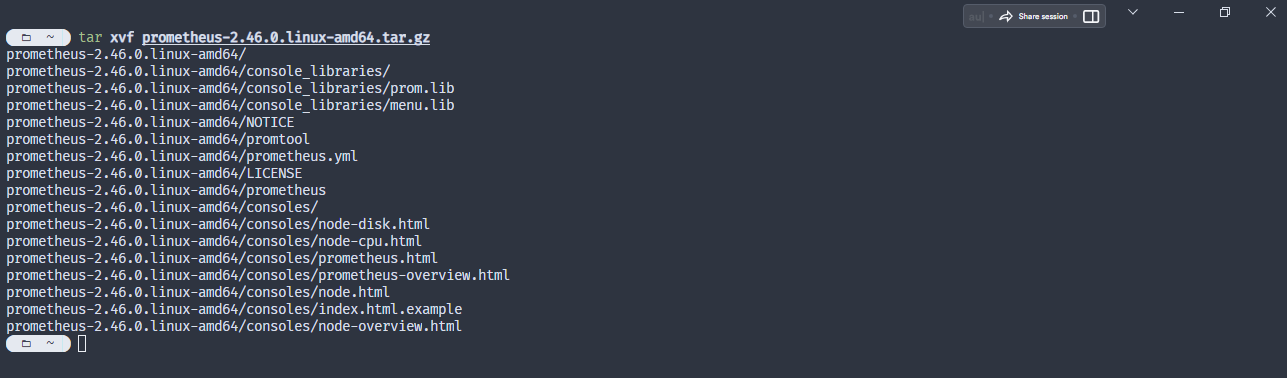 Share session
~ tar xvf prometheus-2.46.0.linux-amd64.tar.gz
prometheus-2.46.0.linux-amd64/
prometheus-2.46.0.linux-amd64/console_libraries/
prometheus-2.46.0.linux-amd64/console_libraries/prom.lib
prometheus-2.46.0.linux-amd64/console_libraries/menu.lib
prometheus-2.46.0.linux-amd64/NOTICE
prometheus-2.46.0.linux-amd64/promtool
prometheus-2.46.0.linux-amd64/prometheus.yml
prometheus-2.46.0.linux-amd64/LICENSE
prometheus-2.46.0.linux-amd64/prometheus
prometheus-2.46.0.linux-amd64/consoles/
prometheus-2.46.0.linux-amd64/consoles/node-disk.html
prometheus-2.46.0.linux-amd64/consoles/node-cpu.html
prometheus-2.46.0.linux-amd64/consoles/prometheus.html
prometheus-2.46.0.linux-amd64/consoles/prometheus-overview.html
prometheus-2.46.0.linux-amd64/consoles/node.html
prometheus-2.46.0.linux-amd64/consoles/index.html.example
prometheus-2.46.0.linux-amd64/consoles/node-overview.html
~